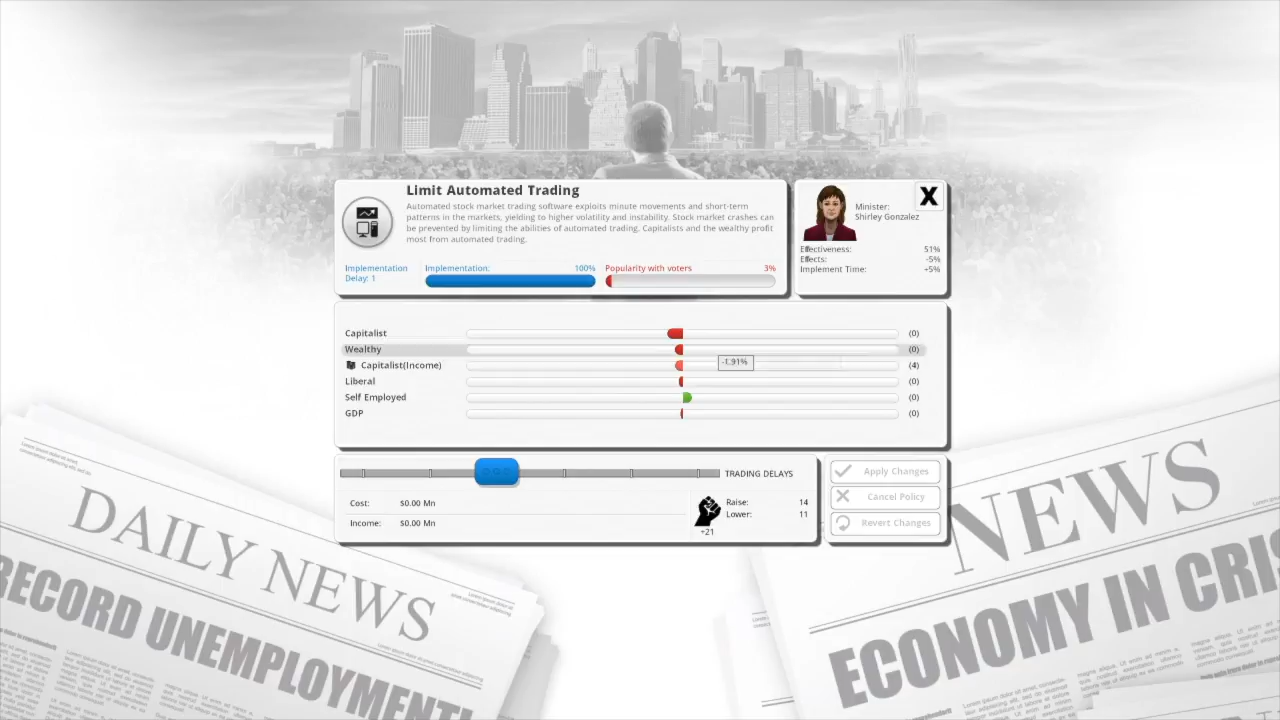 Limit Automated Trading
Automated stock market trading software exploits minute movements and short-term
patterns in the markets, yielding to higher volatility and instability. Stock market crashes can
be prevented by limiting the abilities of automated trading. Capitalists and the wealthy profit
most from automated trading.
Implementation
Delay: 1
Implementation: 100%
Popularity with voters 3%
X
Minister:
Shirley Gonzalez
Effectiveness: 51%
Effects: -5%
Implement Time: +5%
Capitalist (0)
Wealthy (0)
-1.91%
Capitalist(Income) (4)
Liberal (0)
Self Employed (0)
GDP (0)
TRADING DELAYS
Cost: $0.00 Mn
Income: $0.00 Mn
Raise: 14
Lower: 11
+21
Apply Changes
Cancel Policy
Revert Changes
DAILY NEWS
RECORD UNEMPLOYMENT!
NEWS
ECONOMY IN CRIS